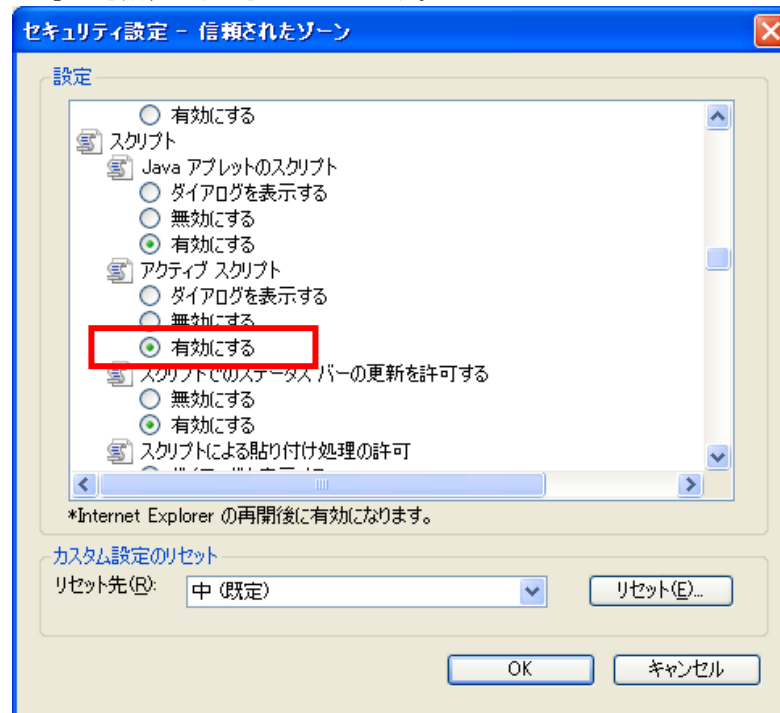 セキュリティ設定 - 信頼されたゾーン
設定
有効にする
スクリプト
Java アプレットのスクリプト
ダイアログを表示する
無効にする
有効にする
アクティブ スクリプト
ダイアログを表示する
無効にする
有効にする
スクリプトでのステータス バーの更新を許可する
無効にする
有効にする
スクリプトによる貼り付け処理の許可
*Internet Explorer の再開後に有効になります。
カスタム設定のリセット
リセット先(R): 中 (既定) リセット(E)...
OK キャンセル